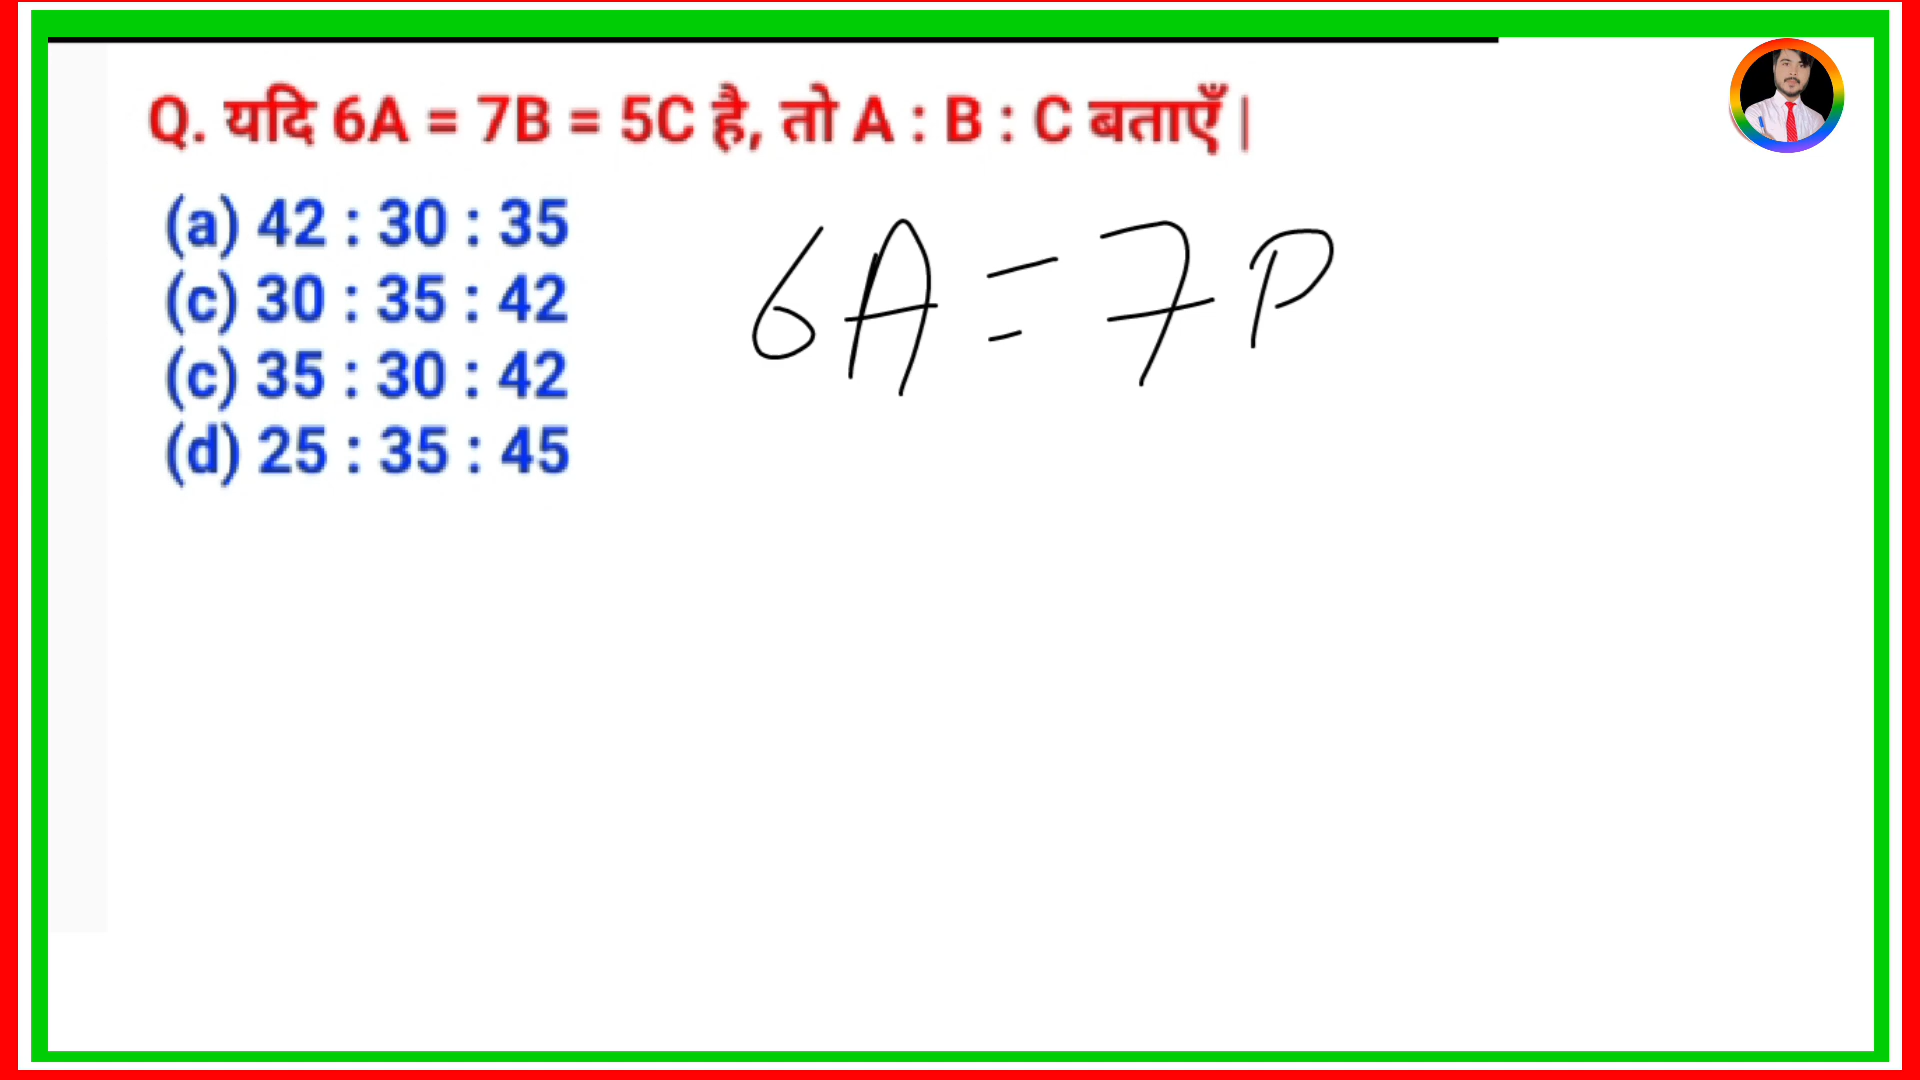 Q. यदि 6A = 7B = 5C है, तो A : B : C बताएँ |
(a) 42 : 30 : 35
(c) 30 : 35 : 42
(c) 35 : 30 : 42
(d) 25 : 35 : 45
6A = 7P